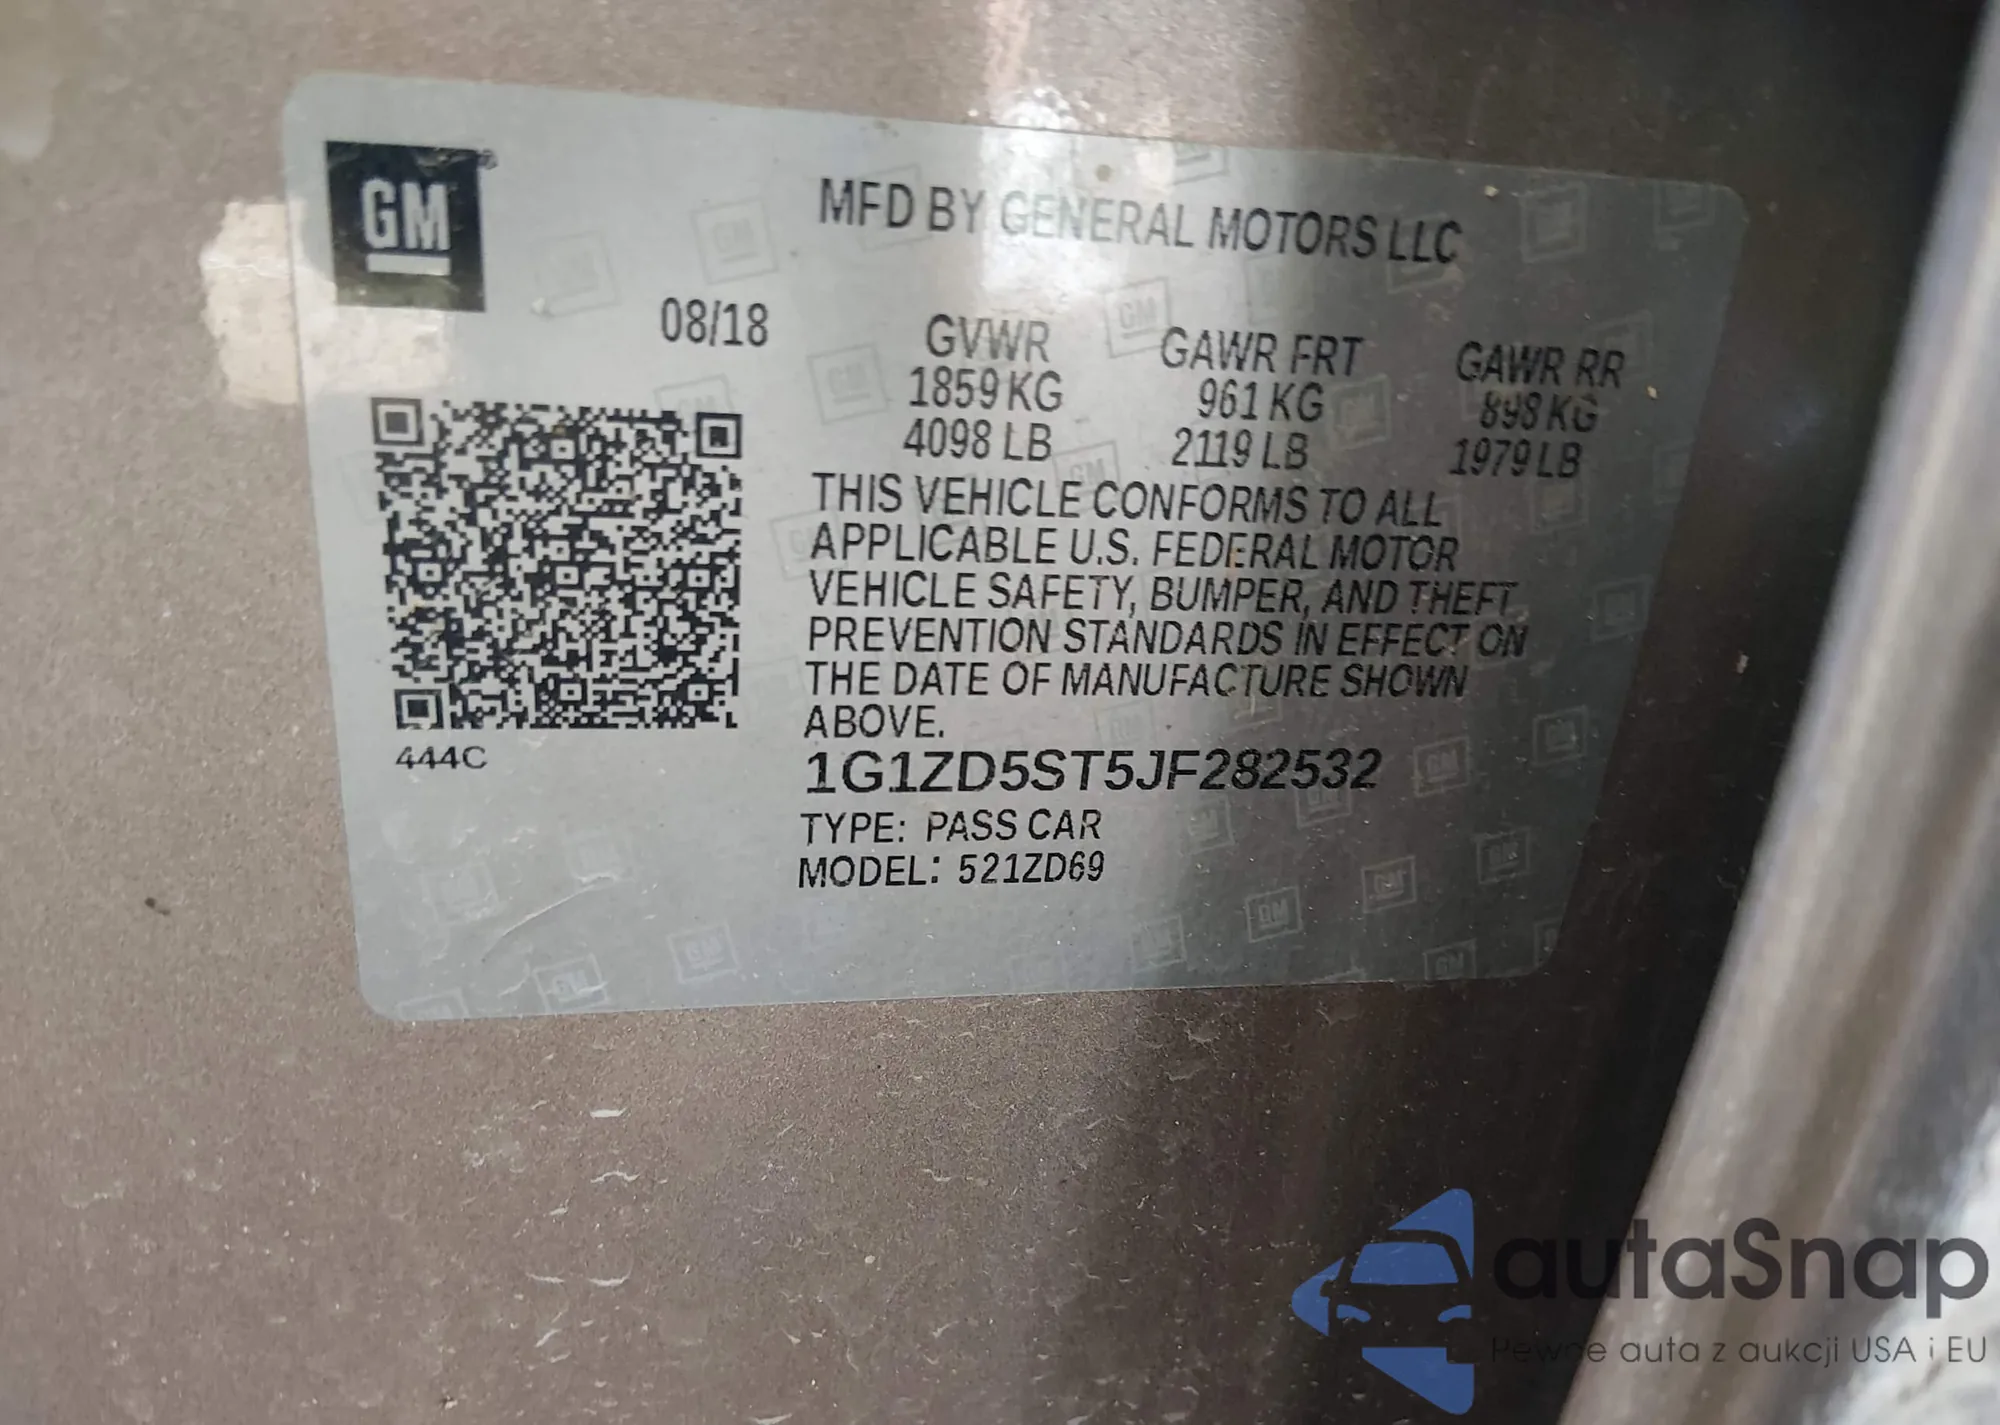 GM
MFD BY GENERAL MOTORS LLC
08/18
GVWR GAWR FRT GAWR RR
1859 KG 961 KG 898 KG
4098 LB 2119 LB 1979 LB
THIS VEHICLE CONFORMS TO ALL
APPLICABLE U.S. FEDERAL MOTOR
VEHICLE SAFETY, BUMPER, AND THEFT
PREVENTION STANDARDS IN EFFECT ON
THE DATE OF MANUFACTURE SHOWN
ABOVE.
444C
1G1ZD5ST5JF282532
TYPE: PASS CAR
MODEL: 521ZD69
autaSnap
Pewne auta z aukcji USA i EU